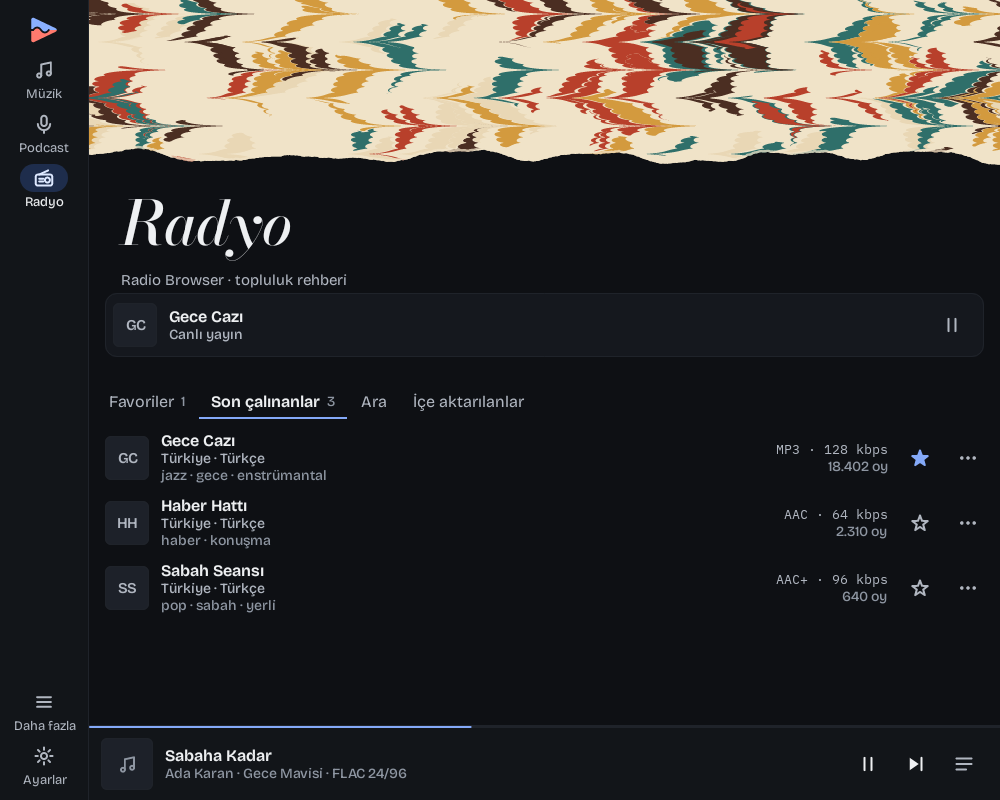 Müzik
Podcast
Radyo
Daha fazla
Ayarlar
Radyo
Radio Browser · topluluk rehberi
GC
Gece Cazı
Canlı yayın
Favoriler 1
Son çalınanlar 3
Ara
İçe aktarılanlar
GC
Gece Cazı
Türkiye · Türkçe
jazz · gece · enstrümantal
MP3 · 128 kbps
18.402 oy
HH
Haber Hattı
Türkiye · Türkçe
haber · konuşma
AAC · 64 kbps
2.310 oy
SS
Sabah Seansı
Türkiye · Türkçe
pop · sabah · yerli
AAC+ · 96 kbps
640 oy
Sabaha Kadar
Ada Karan · Gece Mavisi · FLAC 24/96